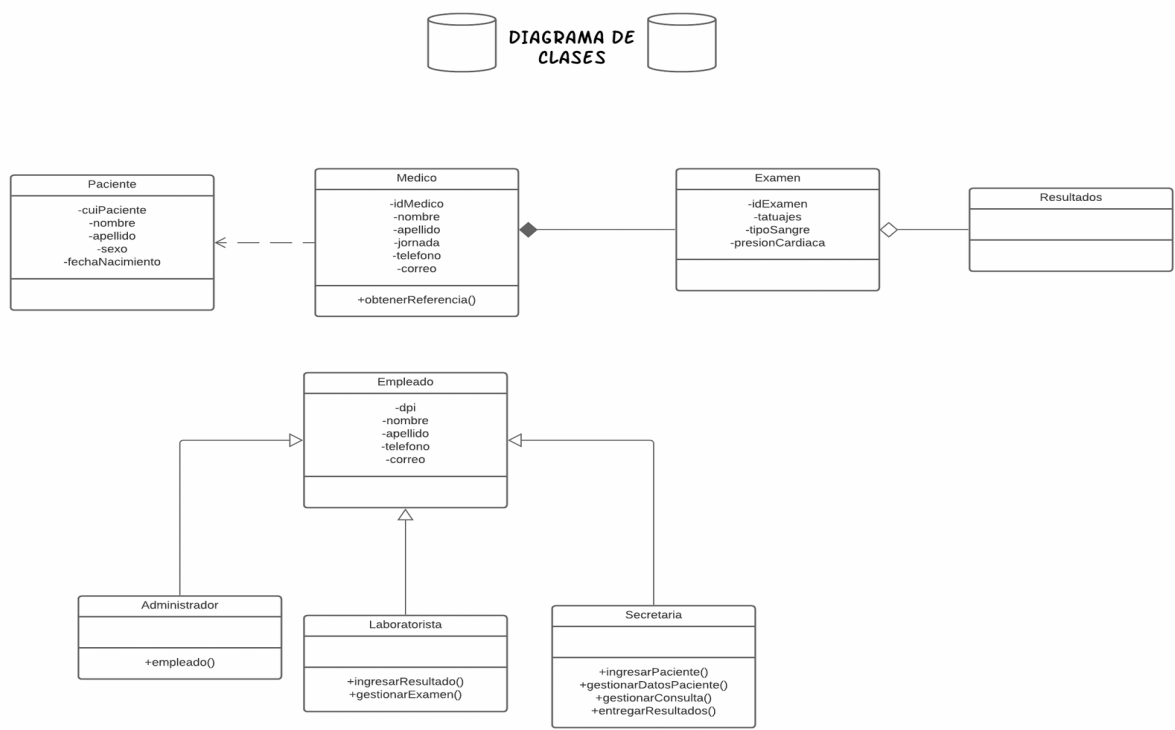 DIAGRAMA DE
CLASES
Paciente
-cuiPaciente
-nombre
-apellido
-sexo
-fechaNacimiento
Medico
-idMedico
-nombre
-apellido
-jornada
-telefono
-correo
+obtenerReferencia()
Examen
-idExamen
-tatuajes
-tipoSangre
-presionCardiaca
Resultados
Empleado
-dpi
-nombre
-apellido
-telefono
-correo
Administrador
+empleado()
Laboratorista
+ingresarResultado()
+gestionarExamen()
Secretaria
+ingresarPaciente()
+gestionarDatosPaciente()
+gestionarConsulta()
+entregarResultados()